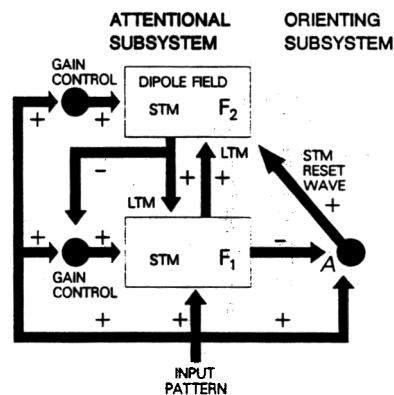 ATTENTIONAL
SUBSYSTEM
ORIENTING
SUBSYSTEM
GAIN
CONTROL
DIPOLE FIELD
STM F2
+ +
LTM
STM
RESET
WAVE
-
+ +
LTM
+
+ +
STM F1
-
A
GAIN
CONTROL
+ + +
INPUT
PATTERN